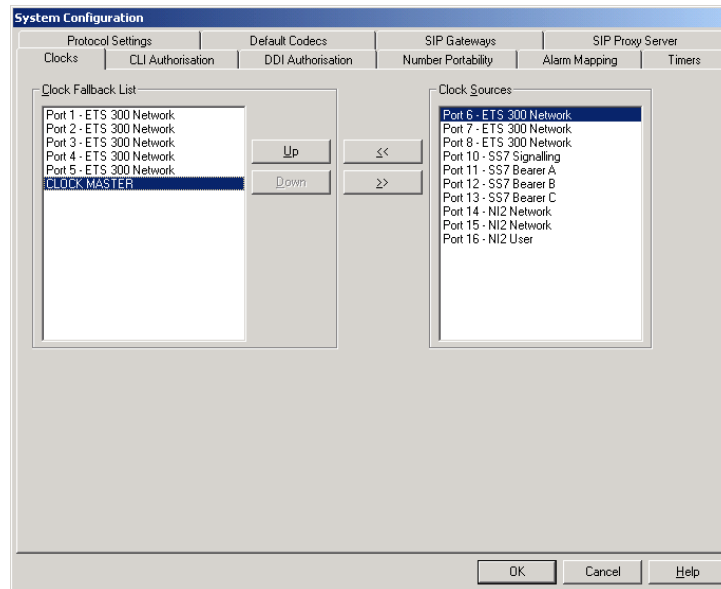 System Configuration
Protocol Settings Default Codecs SIP Gateways SIP Proxy Server
Clocks CLI Authorisation DDI Authorisation Number Portability Alarm Mapping Timers
Clock Fallback List
Port 1 - ETS 300 Network
Port 2 - ETS 300 Network
Port 3 - ETS 300 Network
Port 4 - ETS 300 Network
Port 5 - ETS 300 Network
CLOCK MASTER
Up
Down
<<
>>
Clock Sources
Port 6 - ETS 300 Network
Port 7 - ETS 300 Network
Port 8 - ETS 300 Network
Port 10 - SS7 Signalling
Port 11 - SS7 Bearer A
Port 12 - SS7 Bearer B
Port 13 - SS7 Bearer C
Port 14 - NI2 Network
Port 15 - NI2 Network
Port 16 - NI2 User
OK Cancel Help